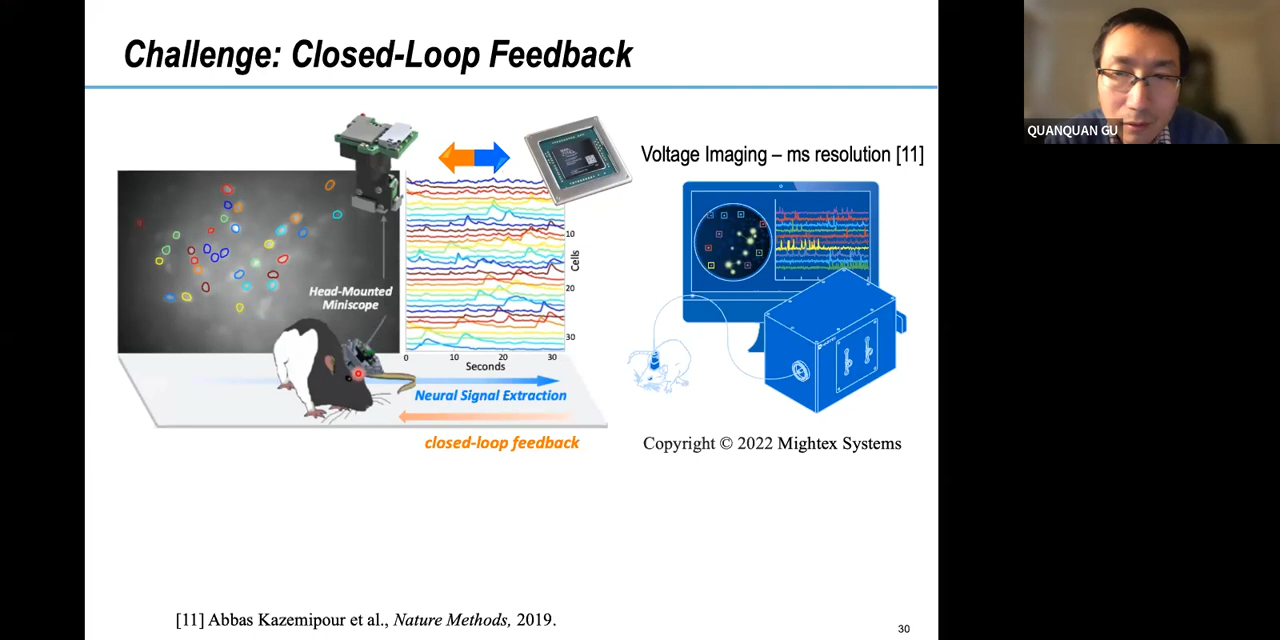 Challenge: Closed-Loop Feedback
QUANQUAN GU
Voltage Imaging – ms resolution [11]
10
Cells
20
30
Head-Mounted
Miniscope
0 10 20 30
Seconds
Neural Signal Extraction
closed-loop feedback
Copyright © 2022 Mightex Systems
[11] Abbas Kazemipour et al., Nature Methods, 2019.
30